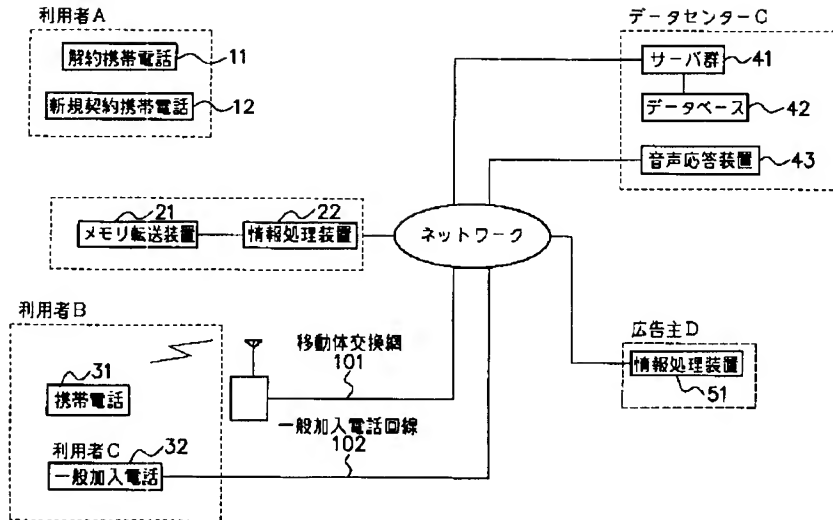 利用者A
解約携帯電話
11
新規契約携帯電話
12
データセンターC
サーバ群
41
データベース
42
音声応答装置
43
21
メモリ転送装置
22
情報処理装置
ネットワーク
利用者B
31
携帯電話
利用者C
32
一般加入電話
移動体交換網
101
一般加入電話回線
102
広告主D
情報処理装置
51